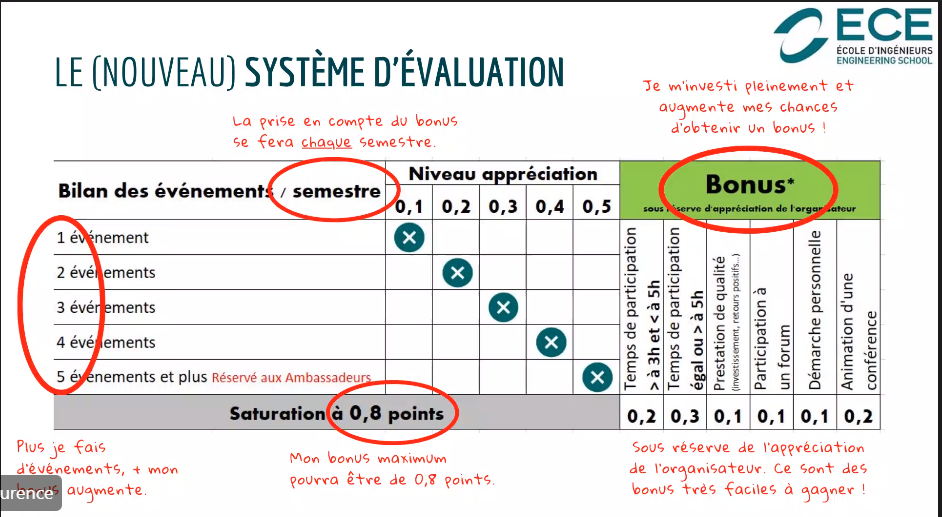 ECE
ÉCOLE D'INGÉNIEURS
ENGINEERING SCHOOL
LE (NOUVEAU) SYSTÈME D'ÉVALUATION
La prise en compte du bonus
se fera chaque semestre.
Je m'investi pleinement et
augmente mes chances
d'obtenir un bonus !
Bilan des événements / semestre
Niveau appréciation
0,1 0,2 0,3 0,4 0,5
Bonus*
sous réserve d'appréciation de l'organisateur
1 événement
2 événements
3 événements
4 événements
5 événements et plus Réservé aux Ambassadeurs
Temps de participation
> à 3h et < à 5h
Temps de participation
égal ou > à 5h
Prestation de qualité
(investissement, retours positifs...)
Participation à
un forum
Démarche personnelle
Animation d'une
conférence
Saturation à 0,8 points
0,2 0,3 0,1 0,1 0,1 0,2
Plus je fais
d'événements, + mon
bonus augmente.
Mon bonus maximum
pourra être de 0,8 points.
Sous réserve de l'appréciation
de l'organisateur. Ce sont des
bonus très faciles à gagner !
urence